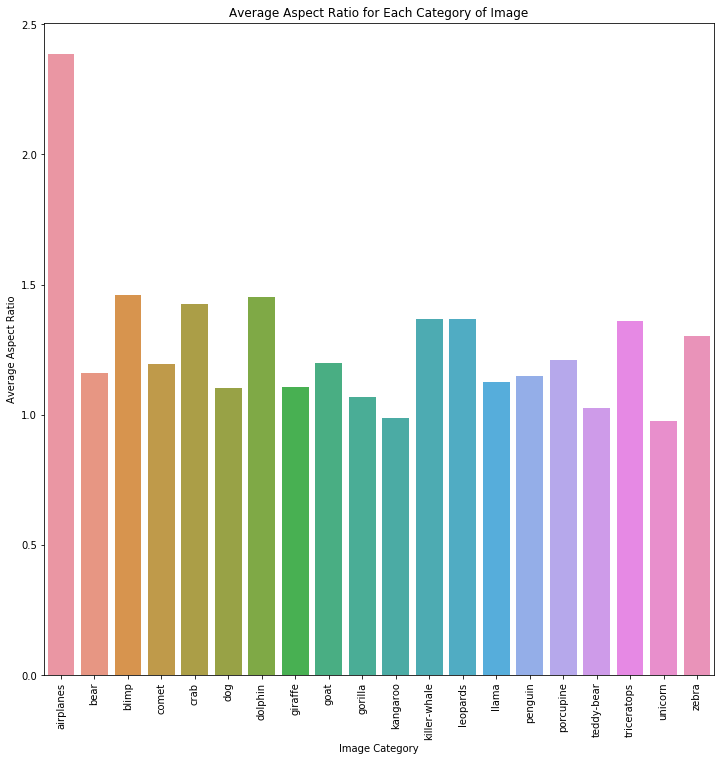 Average Aspect Ratio for Each Category of Image
Average Aspect Ratio
2.5
2.0
1.5
1.0
0.5
0.0
airplanes
bear
blimp
comet
crab
dog
dolphin
giraffe
goat
gorilla
kangaroo
killer-whale
leopards
llama
penguin
porcupine
teddy-bear
triceratops
unicorn
zebra
Image Category